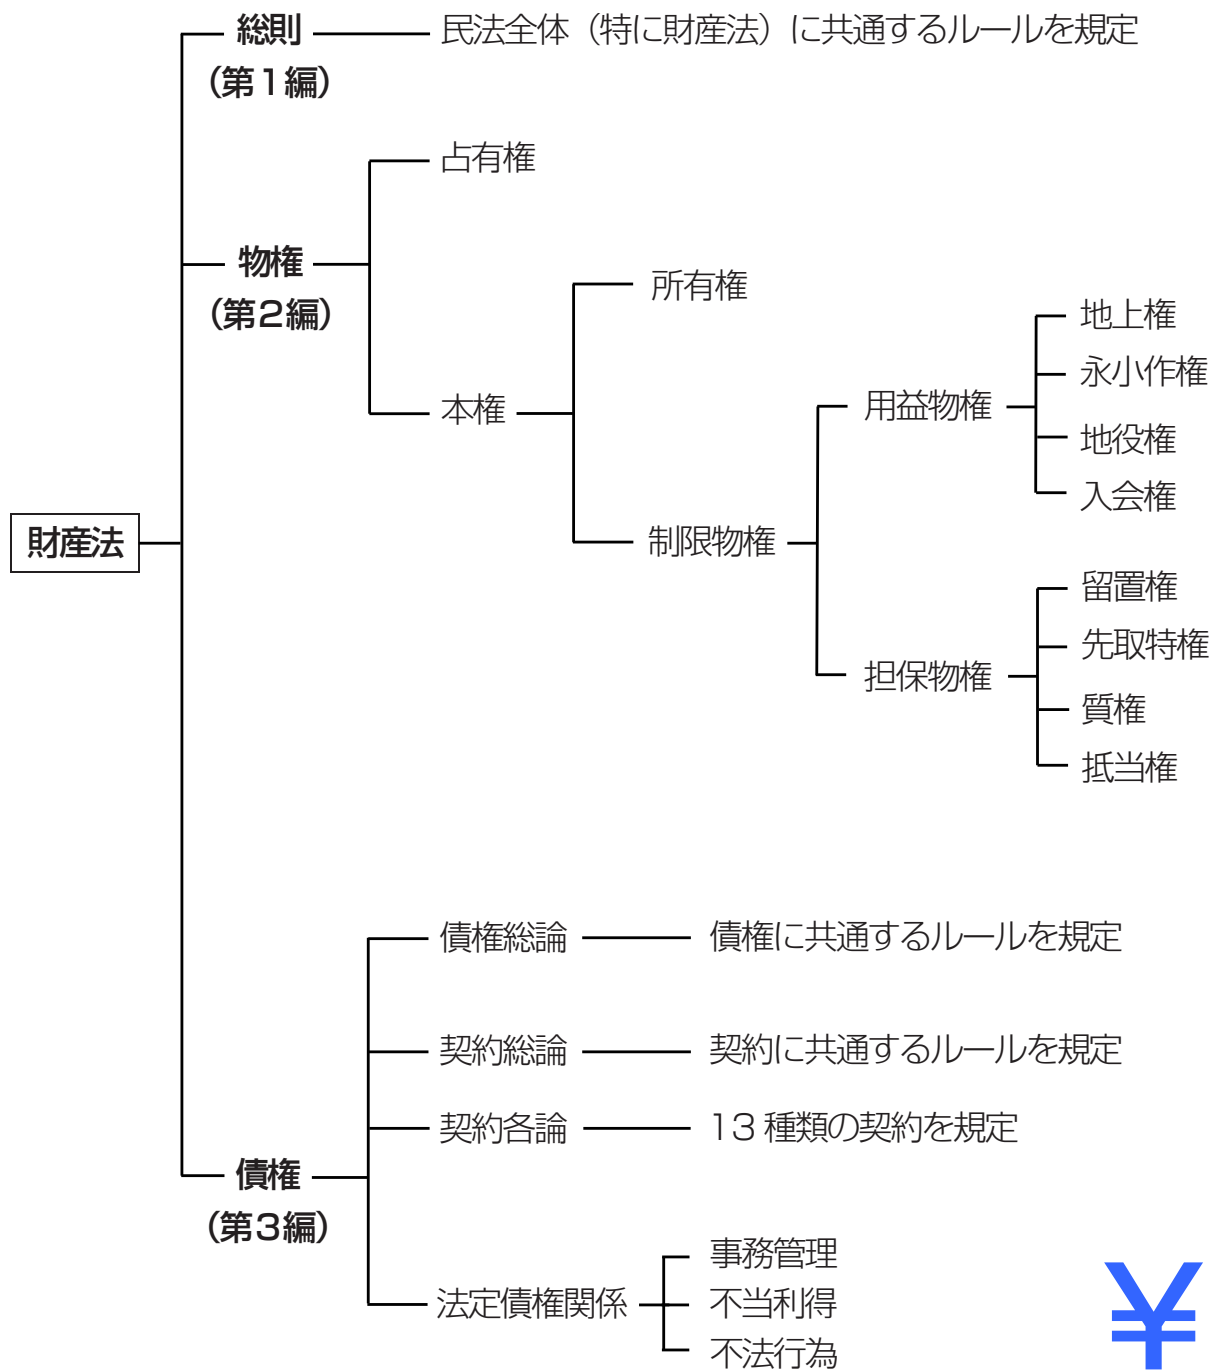 総則
(第1編)
民法全体（特に財産法）に共通するルールを規定
占有権
物権
(第2編)
所有権
地上権
永小作権
本権
用益物権
地役権
入会権
財産法
制限物権
留置権
先取特権
担保物権
質権
抵当権
債権総論
債権に共通するルールを規定
契約総論
契約に共通するルールを規定
契約各論
13 種類の契約を規定
債権
(第3編)
事務管理
法定債権関係
不当利得
不法行為
¥